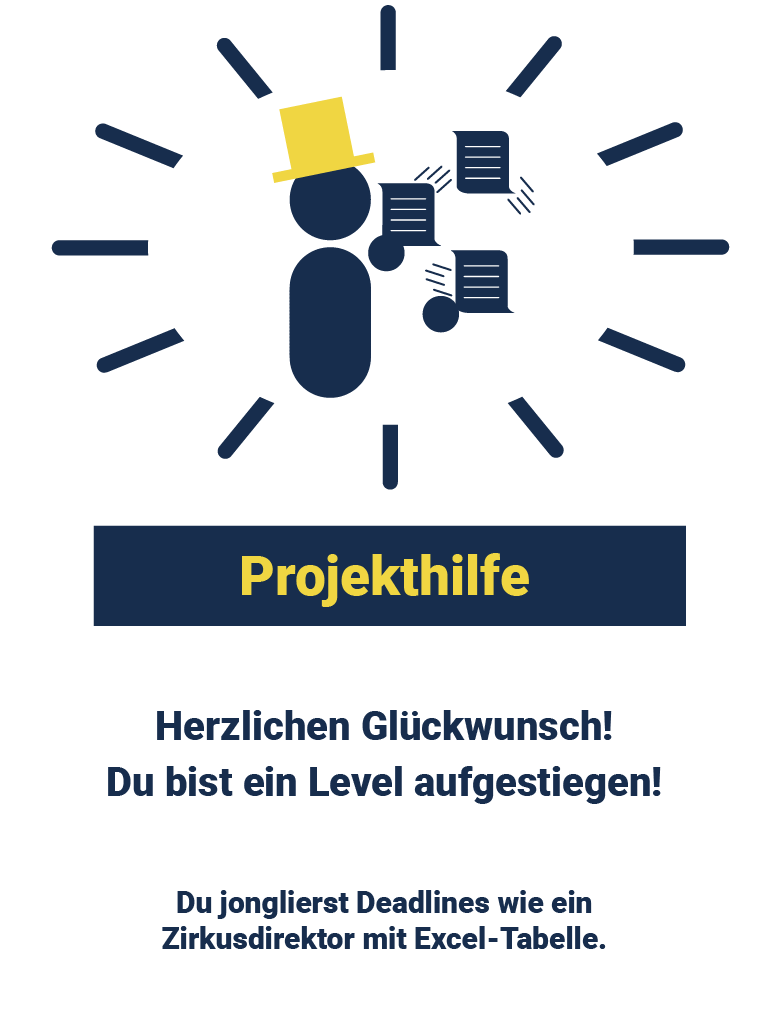 Projekthilfe
Herzlichen Glückwunsch!
Du bist ein Level aufgestiegen!
Du jonglierst Deadlines wie ein
Zirkusdirektor mit Excel-Tabelle.